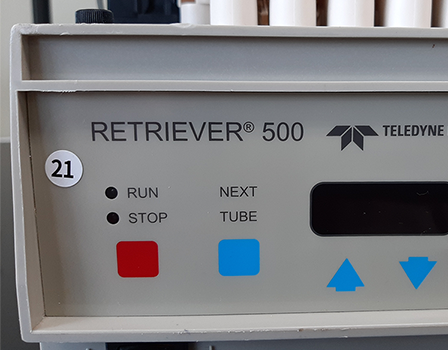 RETRIEVER® 500
TELEDYNE
21
RUN
STOP
NEXT
TUBE